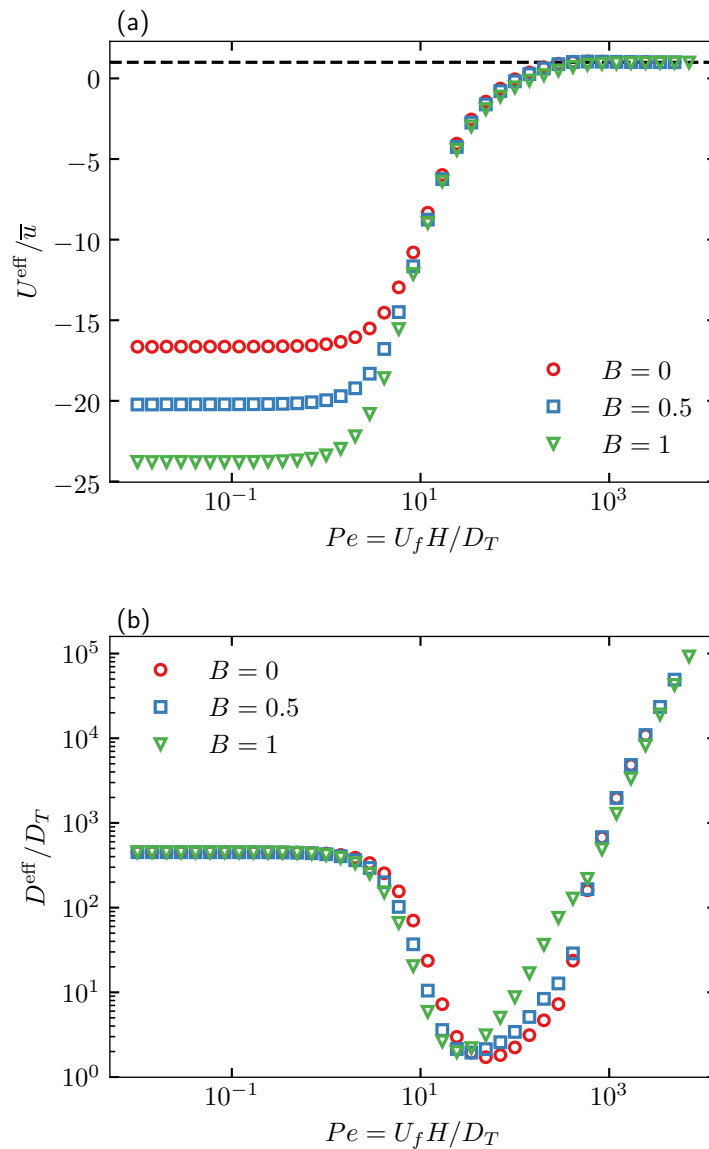 (a)
0
−5
−10
−15
−20
−25
U^eff/u̅
B = 0
B = 0.5
B = 1
10^−1
10^1
10^3
Pe = U_f H/D_T
(b)
10^5
10^4
10^3
10^2
10^1
10^0
D^eff/D_T
B = 0
B = 0.5
B = 1
10^−1
10^1
10^3
Pe = U_f H/D_T